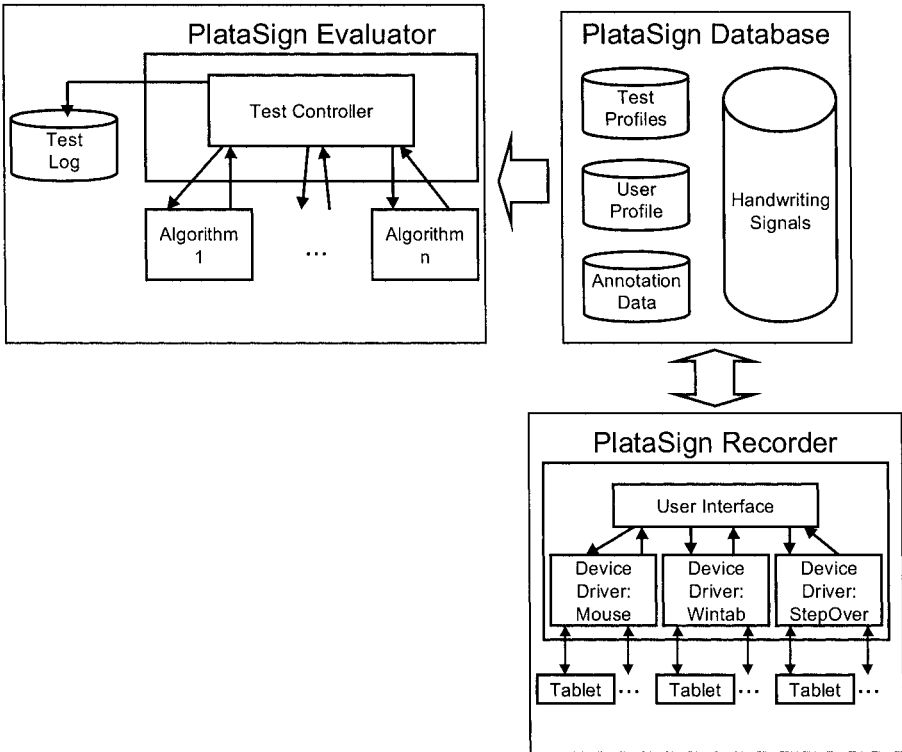 PlataSign Evaluator
Test Controller
Test
Log
Algorithm
1
...
Algorithm
n
PlataSign Database
Test
Profiles
User
Profile
Annotation
Data
Handwriting
Signals
PlataSign Recorder
User Interface
Device
Driver:
Mouse
Device
Driver:
Wintab
Device
Driver:
StepOver
Tablet ...
Tablet ...
Tablet ...